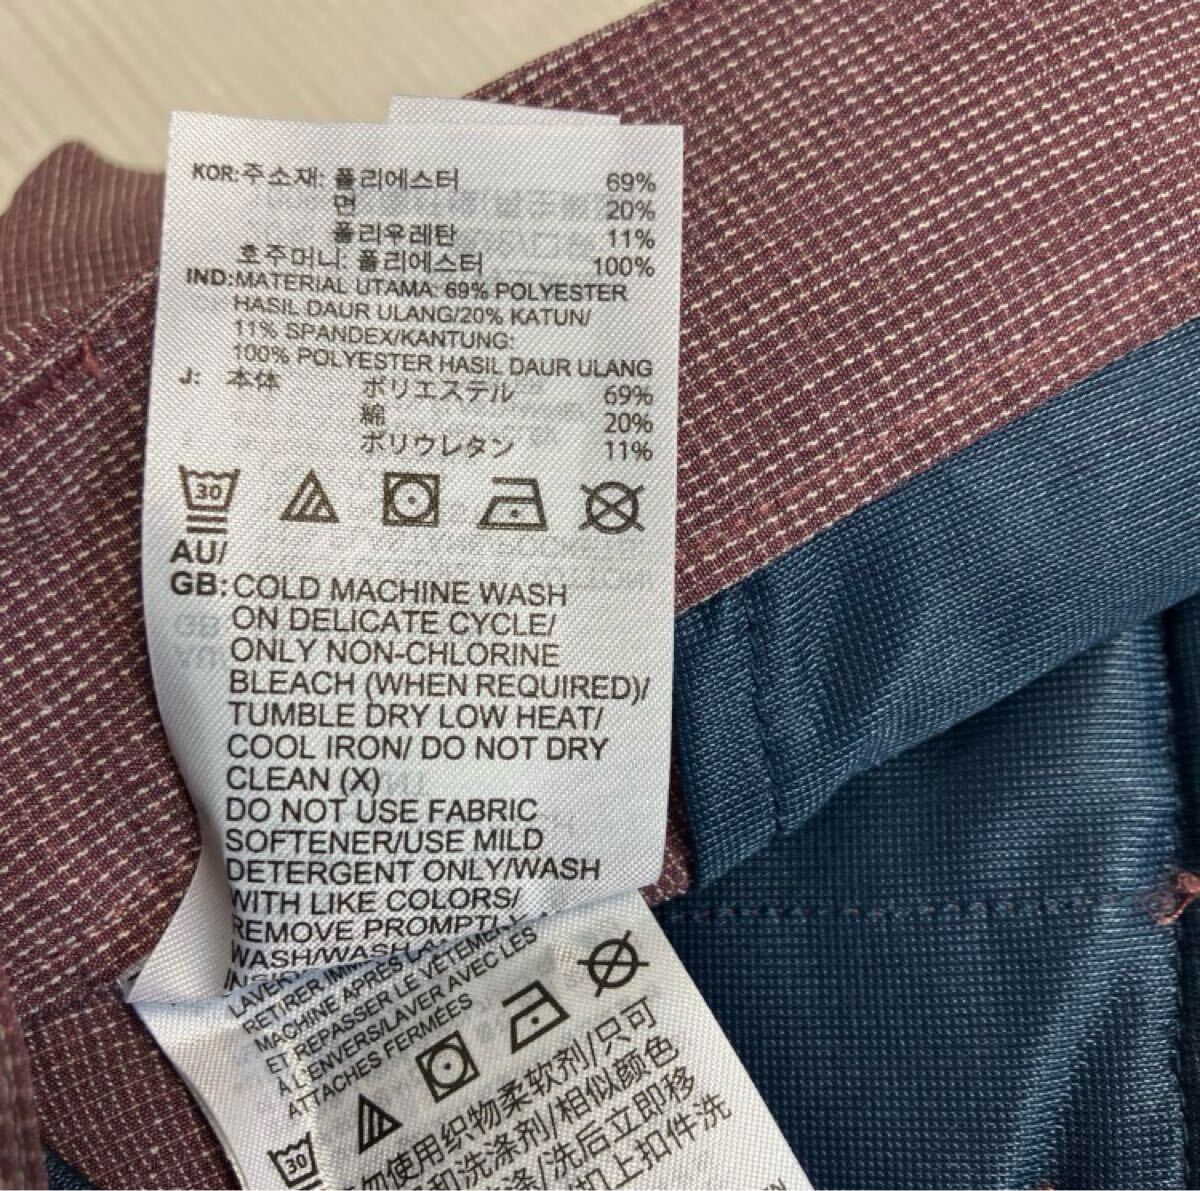 KOR:주소재: 폴리에스터 69%
면 20%
폴리우레탄 11%
호주머니: 폴리에스터 100%
IND:MATERIAL UTAMA: 69% POLYESTER
HASIL DAUR ULANG/20% KATUN/
11% SPANDEX/KANTUNG:
100% POLYESTER HASIL DAUR ULANG
J: 本体 ポリエステル 69%
綿 20%
ポリウレタン 11%
30
AU/
GB:COLD MACHINE WASH
ON DELICATE CYCLE/
ONLY NON-CHLORINE
BLEACH (WHEN REQUIRED)/
TUMBLE DRY LOW HEAT/
COOL IRON/ DO NOT DRY
CLEAN (X)
DO NOT USE FABRIC
SOFTENER/USE MILD
DETERGENT ONLY/WASH
WITH LIKE COLORS/
REMOVE PROMPTLY
WASH/WASH
RETIRER
MACHINE APRÈS
ET REPASSER LE VÊTEMENT
À L'ENVERS/LAVER AVEC LES
ATTACHES FERMÉES
30
使用织物柔软剂/只可
和洗涤剂/相似颜色
涤/洗后立即移
扣上扣件洗